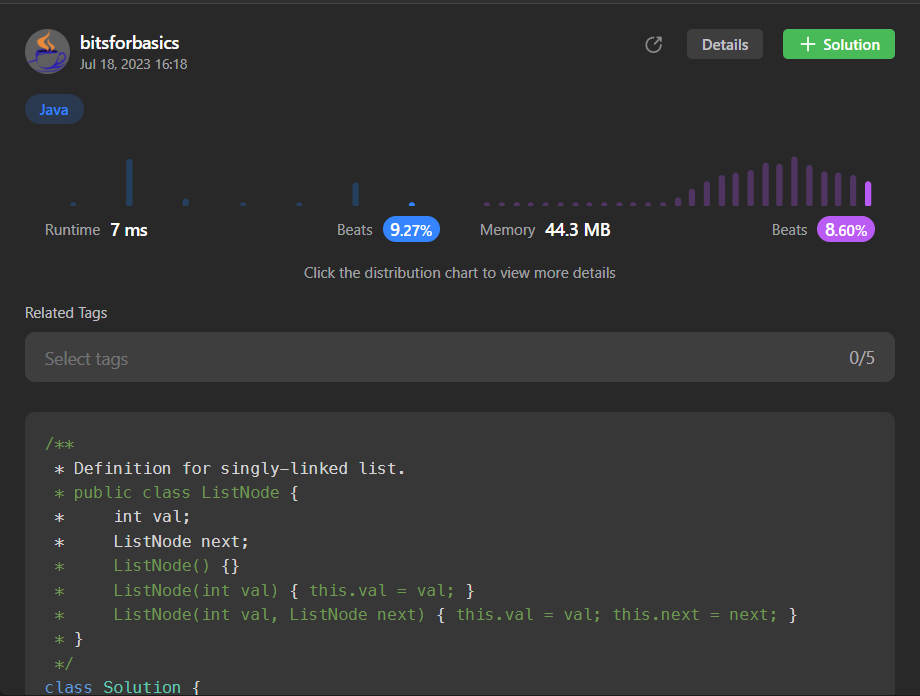 bitsforbasics
Jul 18, 2023 16:18
Details
+ Solution
Java
Runtime 7 ms
Beats 9.27%
Memory 44.3 MB
Beats 8.60%
Click the distribution chart to view more details
Related Tags
Select tags 0/5
/**
 * Definition for singly-linked list.
 * public class ListNode {
 *     int val;
 *     ListNode next;
 *     ListNode() {}
 *     ListNode(int val) { this.val = val; }
 *     ListNode(int val, ListNode next) { this.val = val; this.next = next; }
 * }
 */
class Solution {